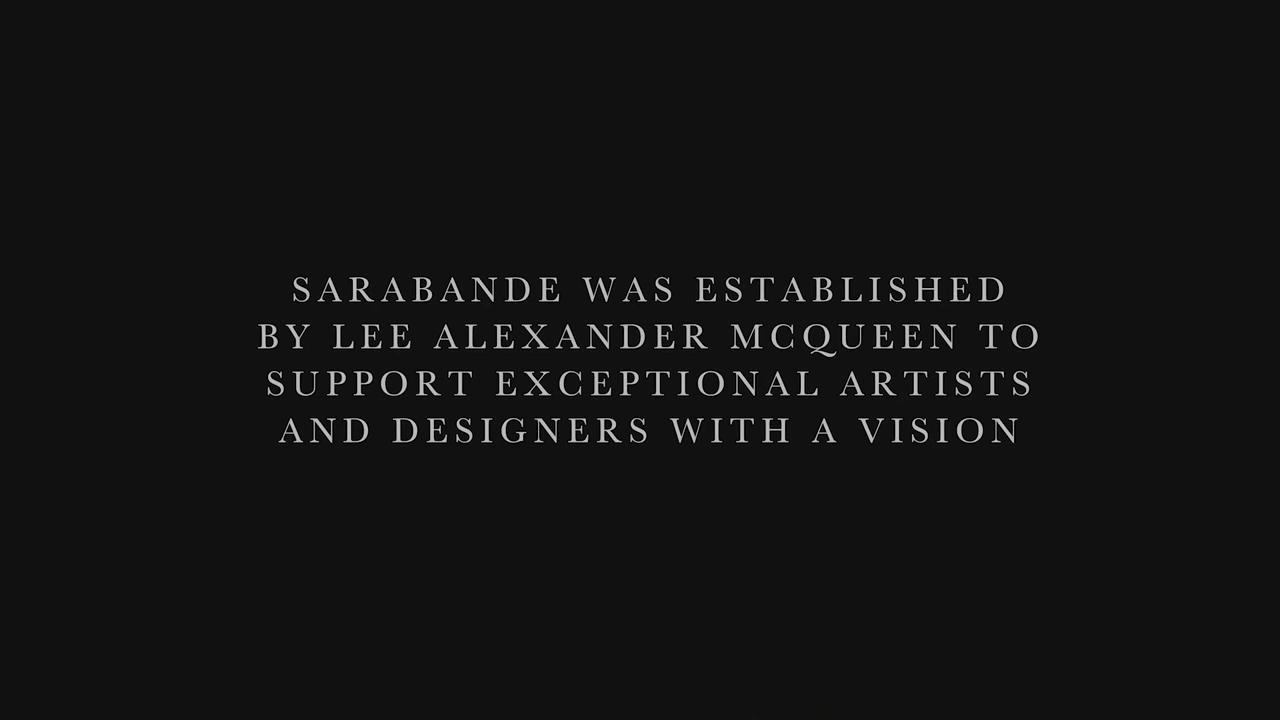 SARABANDE WAS ESTABLISHED
BY LEE ALEXANDER MCQUEEN TO
SUPPORT EXCEPTIONAL ARTISTS
AND DESIGNERS WITH A VISION